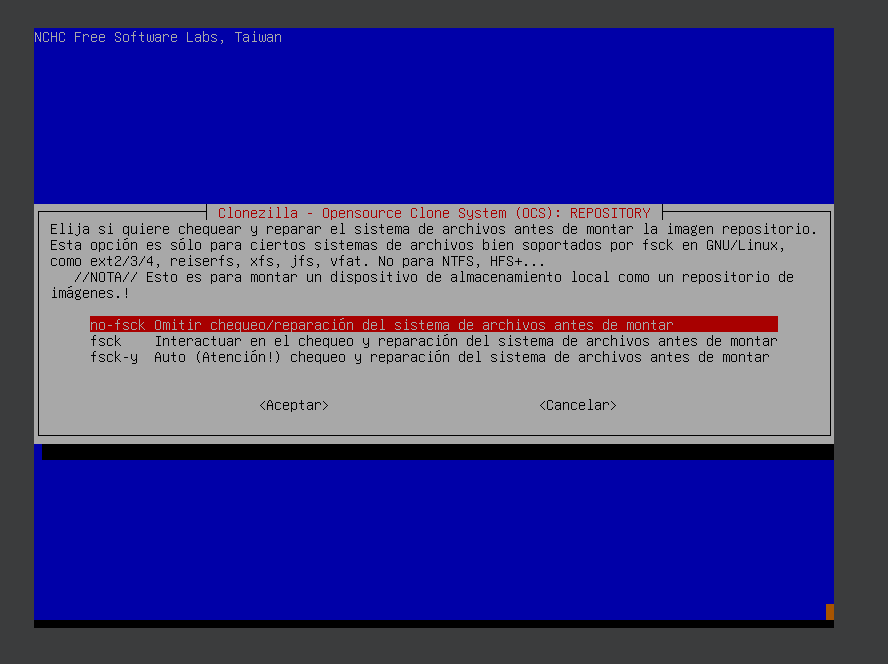 NCHC Free Software Labs, Taiwan
Clonezilla - Opensource Clone System (OCS): REPOSITORY
Elija si quiere chequear y reparar el sistema de archivos antes de montar la imagen repositorio.
Esta opción es sólo para ciertos sistemas de archivos bien soportados por fsck en GNU/Linux,
como ext2/3/4, reiserfs, xfs, jfs, vfat. No para NTFS, HFS+...
//NOTA// Esto es para montar un dispositivo de almacenamiento local como un repositorio de
imágenes.!
no-fsck Omitir chequeo/reparación del sistema de archivos antes de montar
fsck Interactuar en el chequeo y reparación del sistema de archivos antes de montar
fsck-y Auto (Atención!) chequeo y reparación del sistema de archivos antes de montar
<Aceptar> <Cancelar>